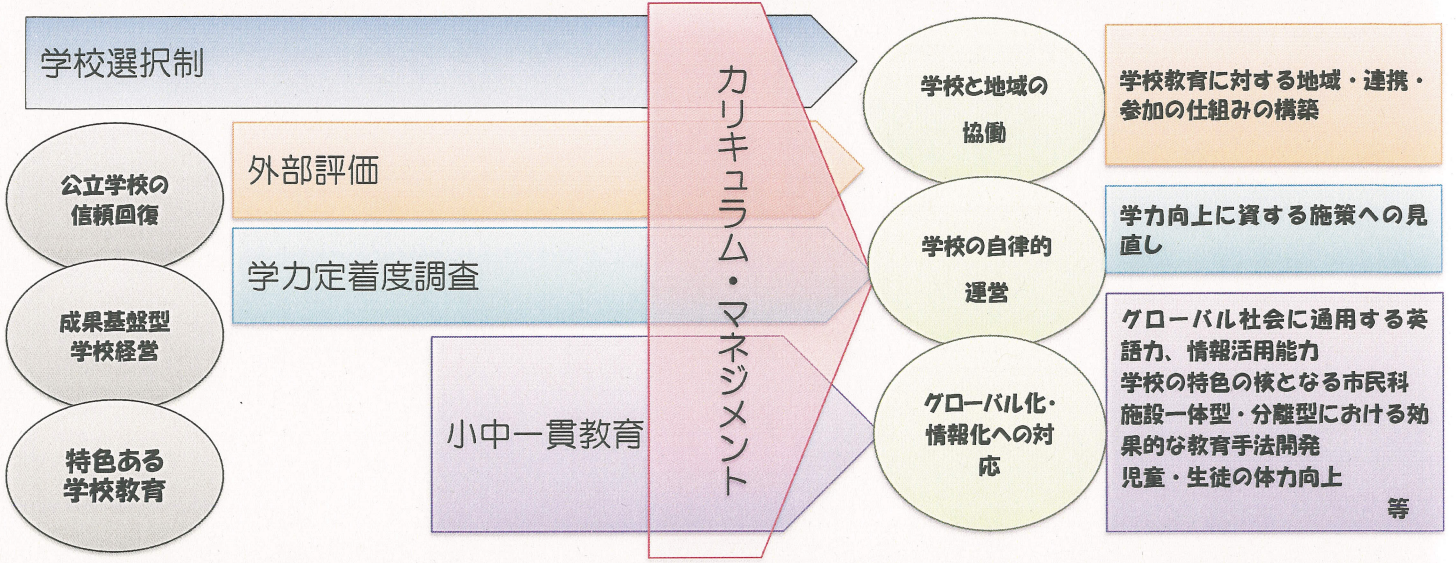 学校選択制
公立学校の
信頼回復
成果基盤型
学校経営
特色ある
学校教育
外部評価
学力定着度調査
小中一貫教育
カリキュラム・マネジメント
学校と地域の
協働
学校の自律的
運営
グローバル化・
情報化への対
応
学校教育に対する地域・連携・
参加の仕組みの構築
学力向上に資する施策への見
直し
グローバル社会に通用する英
語力、情報活用能力
学校の特色の核となる市民科
施設一体型・分離型における効
果的な教育手法開発
児童・生徒の体力向上
等